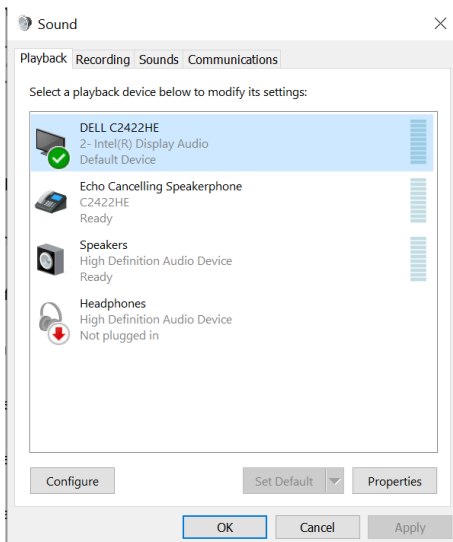 Sound
Playback Recording Sounds Communications
Select a playback device below to modify its settings:
DELL C2422HE
2- Intel(R) Display Audio
Default Device
Echo Cancelling Speakerphone
C2422HE
Ready
Speakers
High Definition Audio Device
Ready
Headphones
High Definition Audio Device
Not plugged in
Configure Set Default Properties
OK Cancel Apply